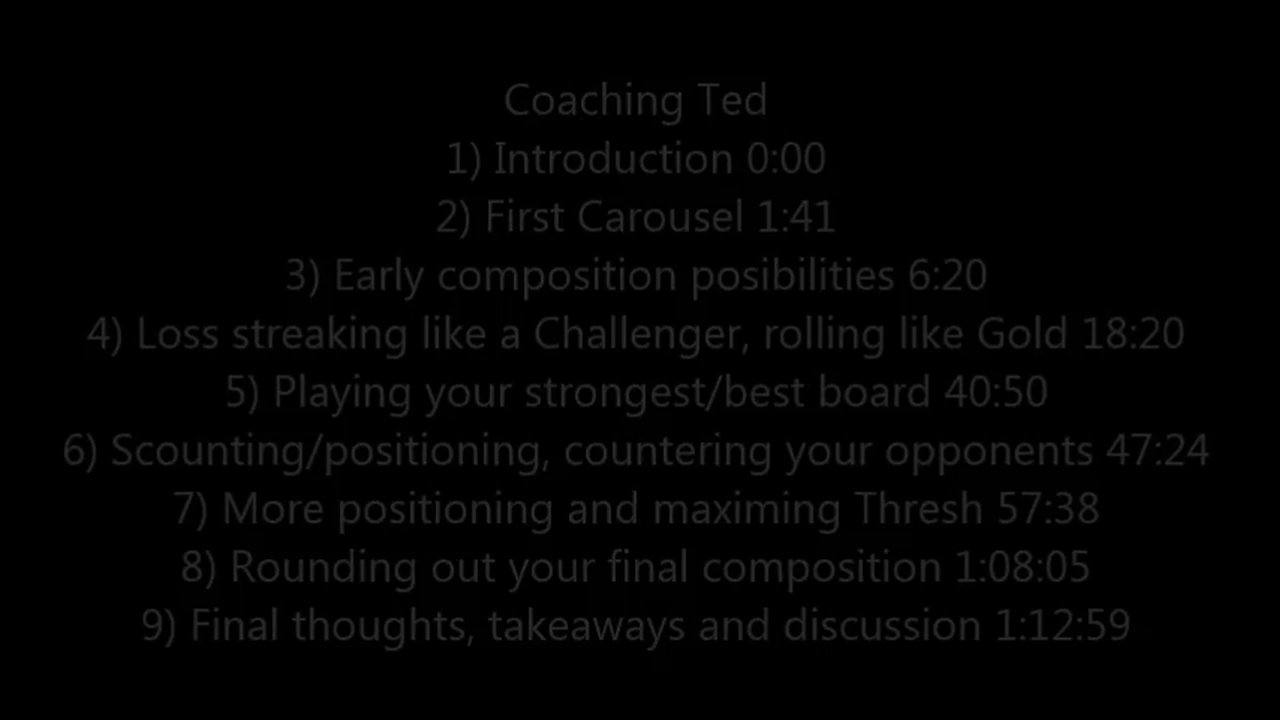 Coaching Ted
1) Introduction 0:00
2) First Carousel 1:41
3) Early composition posibilities 6:20
4) Loss streaking like a Challenger, rolling like Gold 18:20
5) Playing your strongest/best board 40:50
6) Scounting/positioning, countering your opponents 47:24
7) More positioning and maximing Thresh 57:38
8) Rounding out your final composition 1:08:05
9) Final thoughts, takeaways and discussion 1:12:59